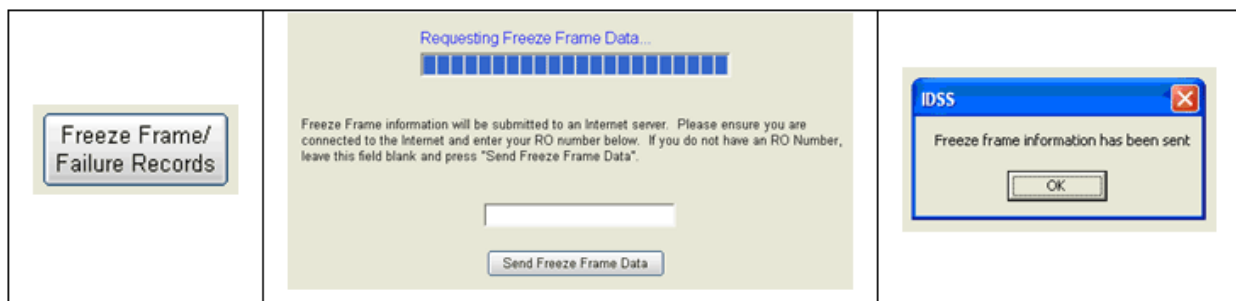 Freeze Frame/
Failure Records
Requesting Freeze Frame Data...
Freeze Frame information will be submitted to an Internet server. Please ensure you are
connected to the Internet and enter your RO number below. If you do not have an RO Number,
leave this field blank and press "Send Freeze Frame Data".
Send Freeze Frame Data
IDSS
Freeze frame information has been sent
OK